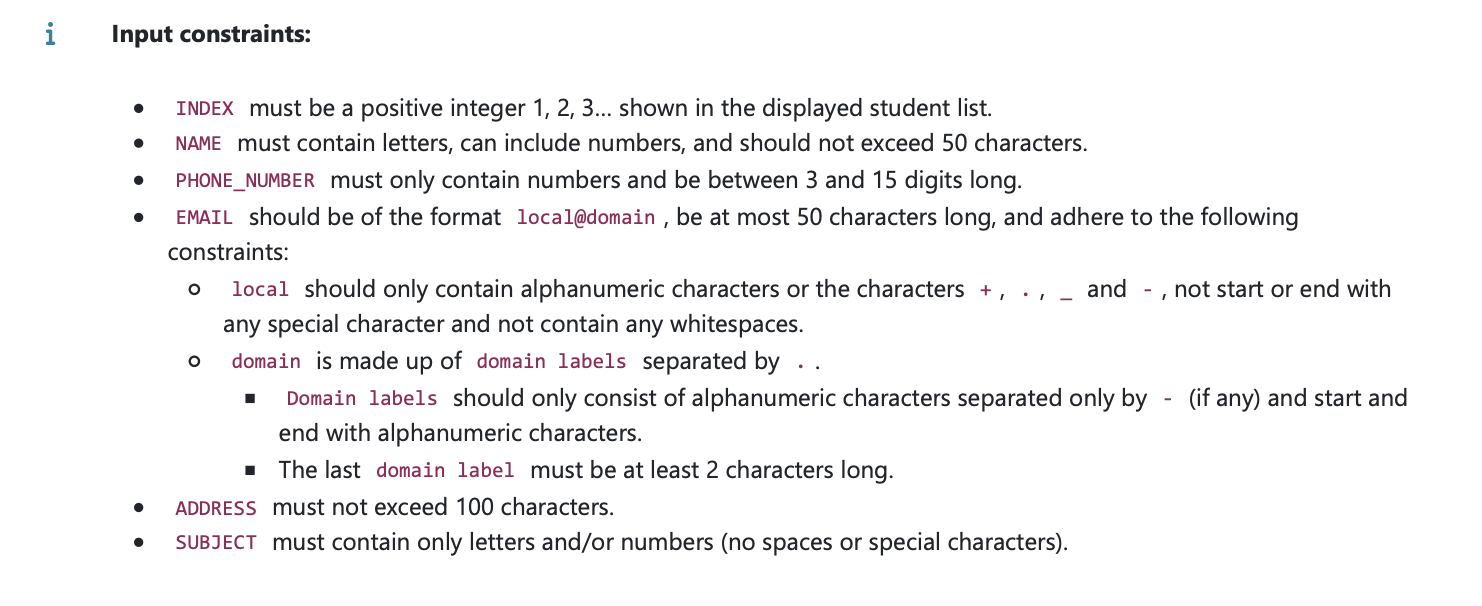 i Input constraints:
● INDEX must be a positive integer 1, 2, 3... shown in the displayed student list.
● NAME must contain letters, can include numbers, and should not exceed 50 characters.
● PHONE_NUMBER must only contain numbers and be between 3 and 15 digits long.
● EMAIL should be of the format local@domain , be at most 50 characters long, and adhere to the following
constraints:
○ local should only contain alphanumeric characters or the characters + , . , _ and - , not start or end with
any special character and not contain any whitespaces.
○ domain is made up of domain labels separated by . .
■ Domain labels should only consist of alphanumeric characters separated only by - (if any) and start and
end with alphanumeric characters.
■ The last domain label must be at least 2 characters long.
● ADDRESS must not exceed 100 characters.
● SUBJECT must contain only letters and/or numbers (no spaces or special characters).